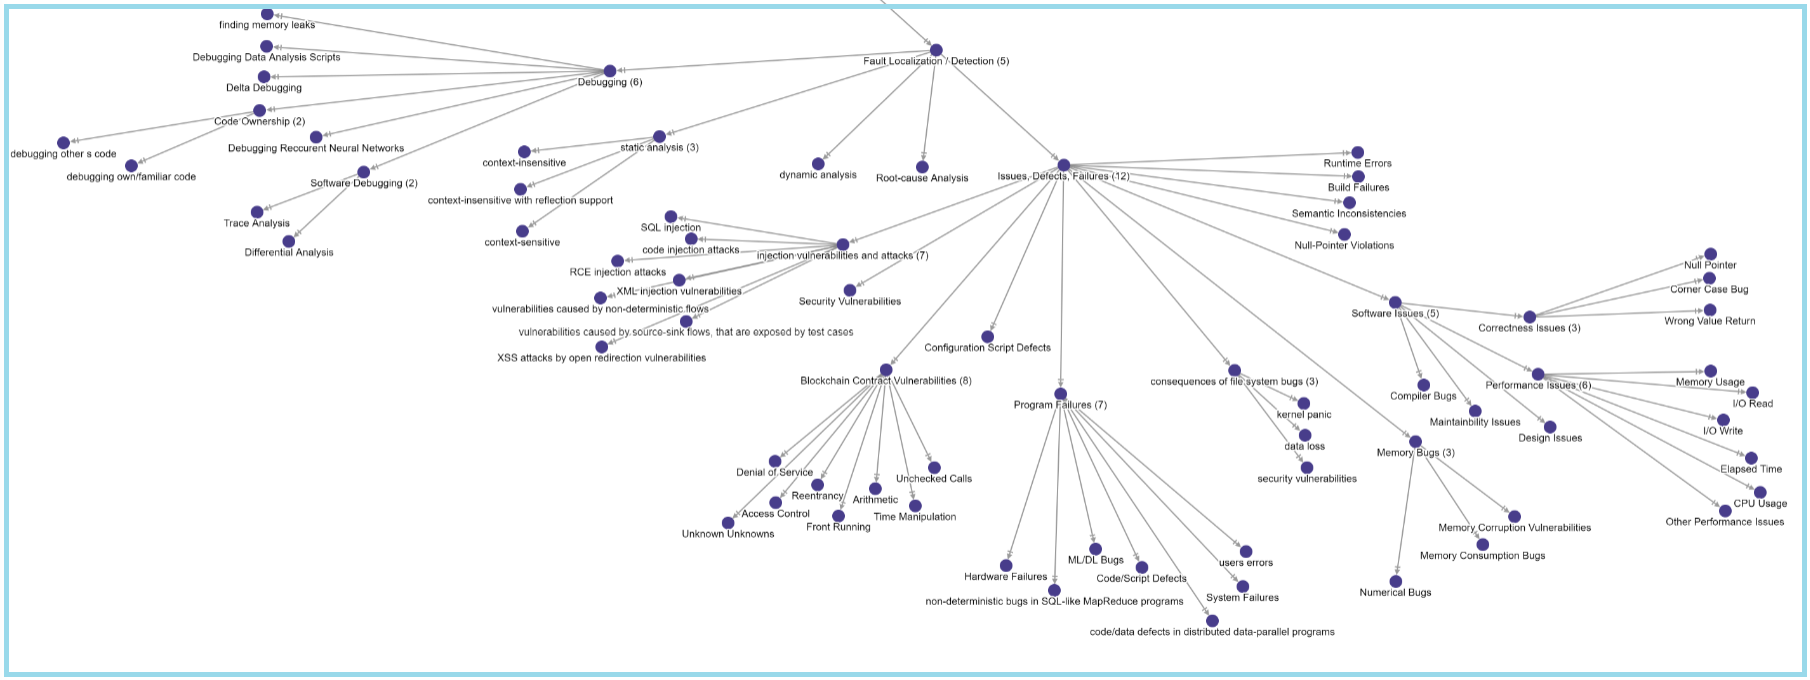 finding memory leaks
Debugging Data Analysis Scripts
Delta Debugging
Debugging (6)
Code Ownership (2)
debugging other s code
debugging own/familiar code
Debugging Reccurent Neural Networks
Software Debugging (2)
Trace Analysis
Differential Analysis
Fault Localization / Detection (5)
static analysis (3)
context-insensitive
context-insensitive with reflection support
context-sensitive
dynamic analysis
Root-cause Analysis
Issues, Defects, Failures (12)
Runtime Errors
Build Failures
Semantic Inconsistencies
Null-Pointer Violations
SQL injection
code injection attacks
injection vulnerabilities and attacks (7)
RCE injection attacks
XML injection vulnerabilities
vulnerabilities caused by non-deterministic flows
vulnerabilities caused by source-sink flows, that are exposed by test cases
XSS attacks by open redirection vulnerabilities
Security Vulnerabilities
Configuration Script Defects
Blockchain Contract Vulnerabilities (8)
Denial of Service
Unchecked Calls
Reentrancy
Arithmetic
Access Control
Time Manipulation
Front Running
Unknown Unknowns
Program Failures (7)
Hardware Failures
non-deterministic bugs in SQL-like MapReduce programs
ML/DL Bugs
Code/Script Defects
users errors
System Failures
code/data defects in distributed data-parallel programs
consequences of file system bugs (3)
kernel panic
data loss
security vulnerabilities
Memory Bugs (3)
Memory Corruption Vulnerabilities
Memory Consumption Bugs
Numerical Bugs
Software Issues (5)
Correctness Issues (3)
Null Pointer
Corner Case Bug
Wrong Value Return
Compiler Bugs
Maintainability Issues
Design Issues
Performance Issues (6)
Memory Usage
I/O Read
I/O Write
Elapsed Time
CPU Usage
Other Performance Issues